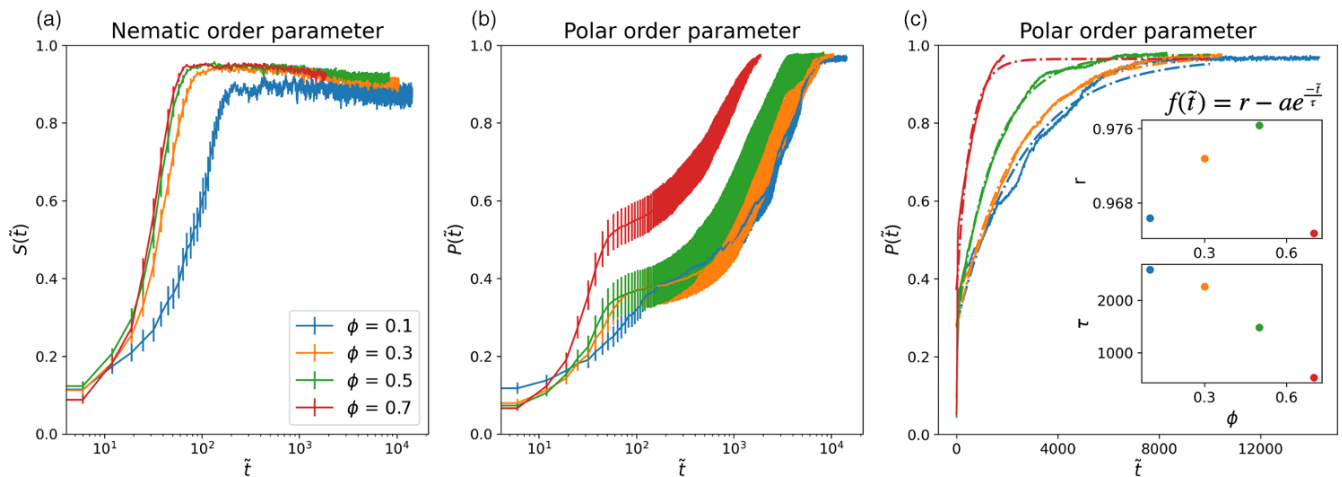 (a)
Nematic order parameter
1.0
0.8
0.6
0.4
0.2
0.0
S(t̃)
10¹
10²
10³
10⁴
t̃
ϕ = 0.1
ϕ = 0.3
ϕ = 0.5
ϕ = 0.7
(b)
Polar order parameter
1.0
0.8
0.6
0.4
0.2
0.0
P(t̃)
10¹
10²
10³
10⁴
t̃
(c)
Polar order parameter
1.0
0.8
0.6
0.4
0.2
0.0
P(t̃)
0
4000
8000
12000
t̃
f(t̃) = r − ae^(−t̃/τ)
0.976
0.968
r
0.3
0.6
2000
1000
τ
0.3
0.6
ϕ